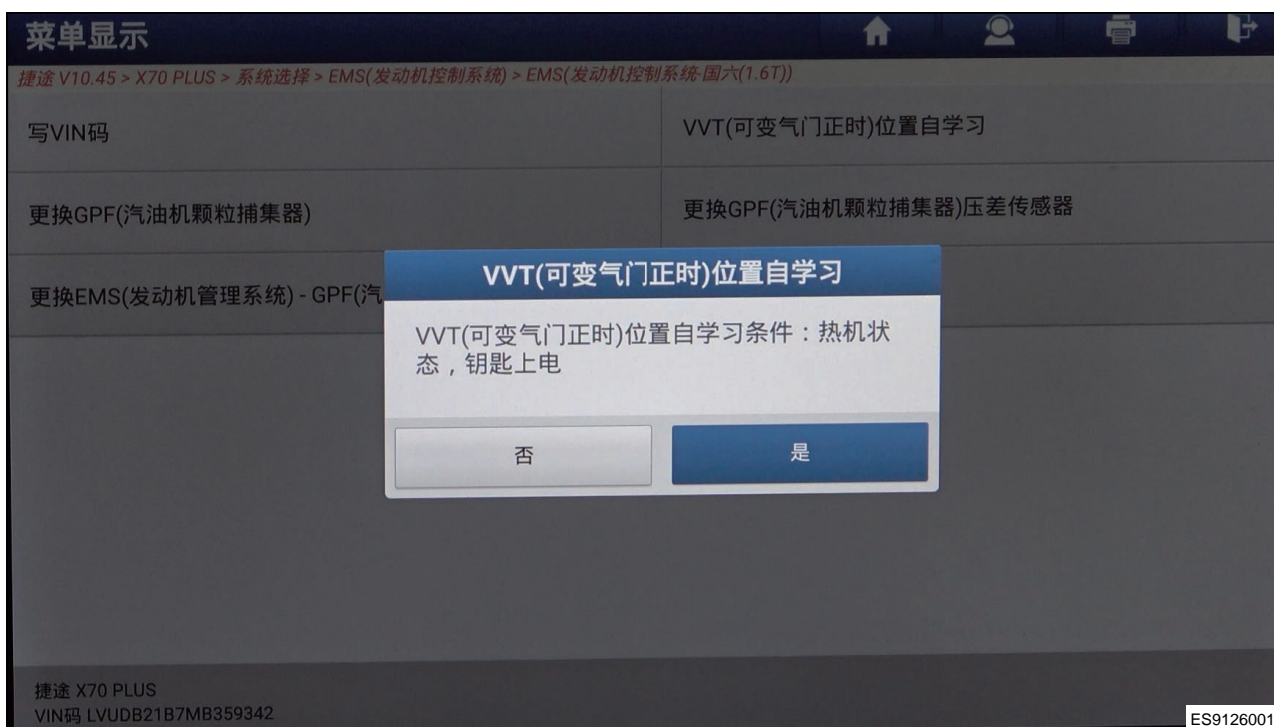 菜单显示
捷途 V10.45 > X70 PLUS > 系统选择 > EMS(发动机控制系统) > EMS(发动机控制系统-国六(1.6T))
写VIN码
VVT(可变气门正时)位置自学习
更换GPF(汽油机颗粒捕集器)
更换GPF(汽油机颗粒捕集器)压差传感器
更换EMS(发动机管理系统) - GPF(汽
VVT(可变气门正时)位置自学习
VVT(可变气门正时)位置自学习条件：热机状
态，钥匙上电
否
是
捷途 X70 PLUS
VIN码 LVUDB21B7MB359342
ES9126001